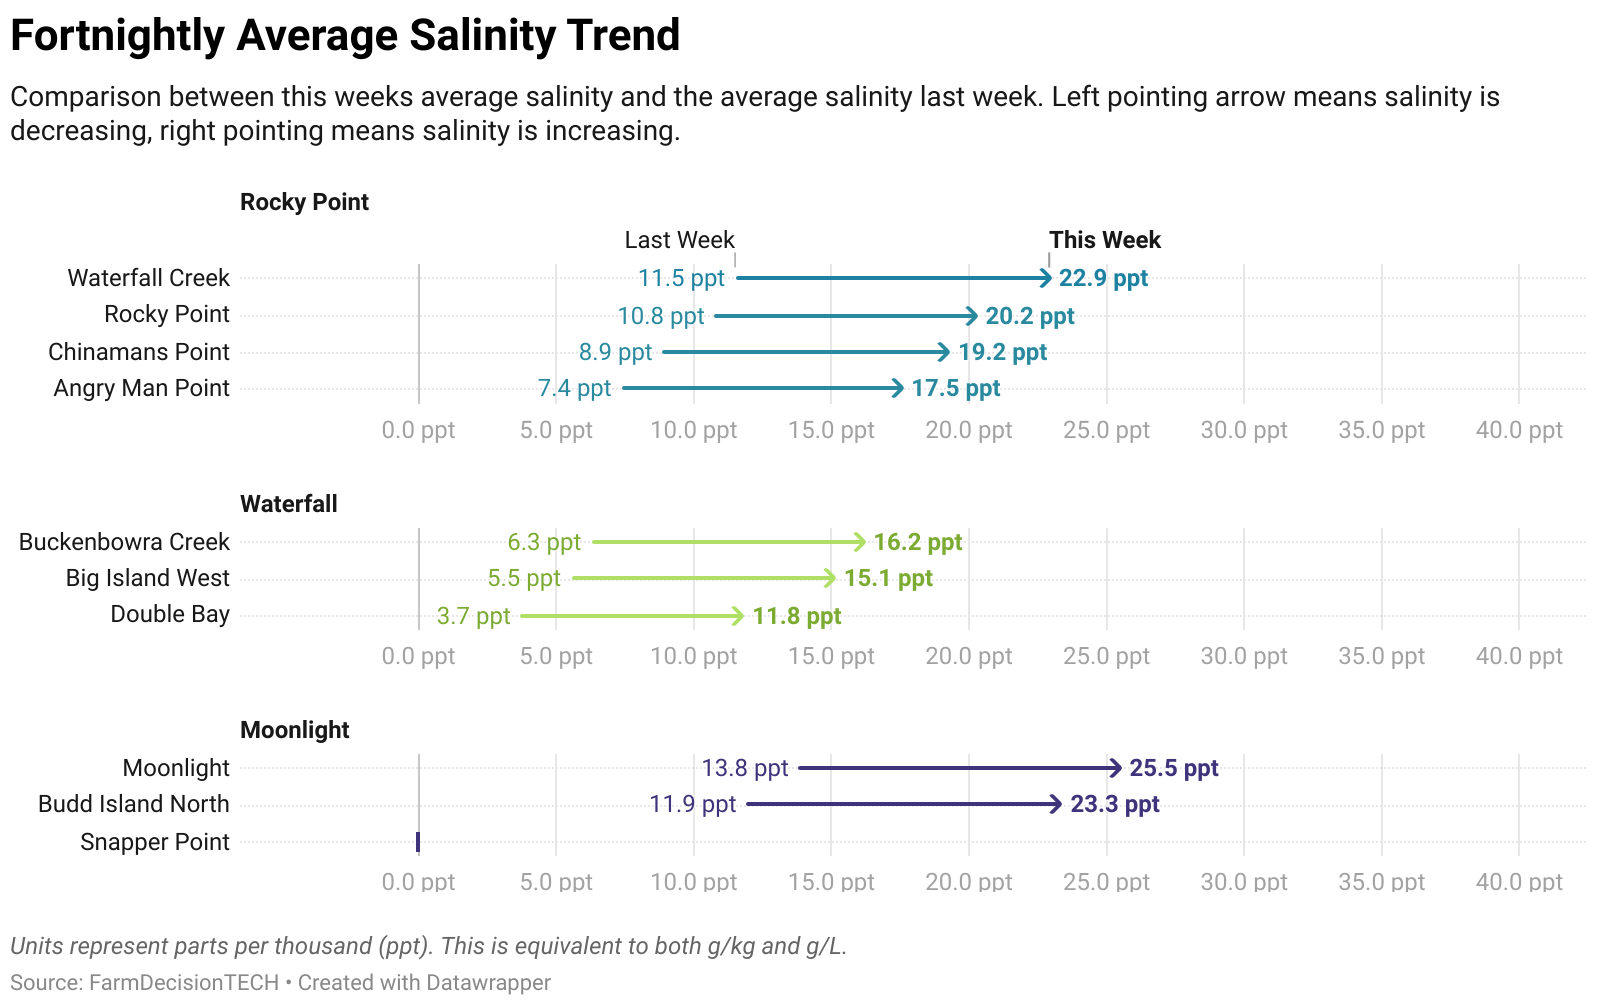 Fortnightly Average Salinity Trend
Comparison between this weeks average salinity and the average salinity last week. Left pointing arrow means salinity is
decreasing, right pointing means salinity is increasing.
Rocky Point
Last Week This Week
Waterfall Creek 11.5 ppt 22.9 ppt
Rocky Point 10.8 ppt 20.2 ppt
Chinamans Point 8.9 ppt 19.2 ppt
Angry Man Point 7.4 ppt 17.5 ppt
0.0 ppt 5.0 ppt 10.0 ppt 15.0 ppt 20.0 ppt 25.0 ppt 30.0 ppt 35.0 ppt 40.0 ppt
Waterfall
Buckenbowra Creek 6.3 ppt 16.2 ppt
Big Island West 5.5 ppt 15.1 ppt
Double Bay 3.7 ppt 11.8 ppt
0.0 ppt 5.0 ppt 10.0 ppt 15.0 ppt 20.0 ppt 25.0 ppt 30.0 ppt 35.0 ppt 40.0 ppt
Moonlight
Moonlight 13.8 ppt 25.5 ppt
Budd Island North 11.9 ppt 23.3 ppt
Snapper Point
0.0 ppt 5.0 ppt 10.0 ppt 15.0 ppt 20.0 ppt 25.0 ppt 30.0 ppt 35.0 ppt 40.0 ppt
Units represent parts per thousand (ppt). This is equivalent to both g/kg and g/L.
Source: FarmDecisionTECH • Created with Datawrapper